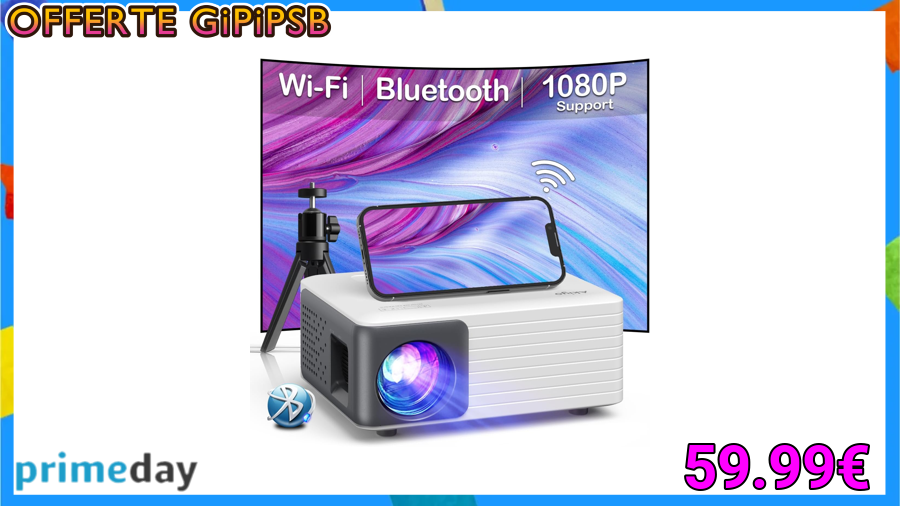 OFFERTE GiPiPSB
Wi-Fi | Bluetooth | 1080P
Support
primeday
59.99€